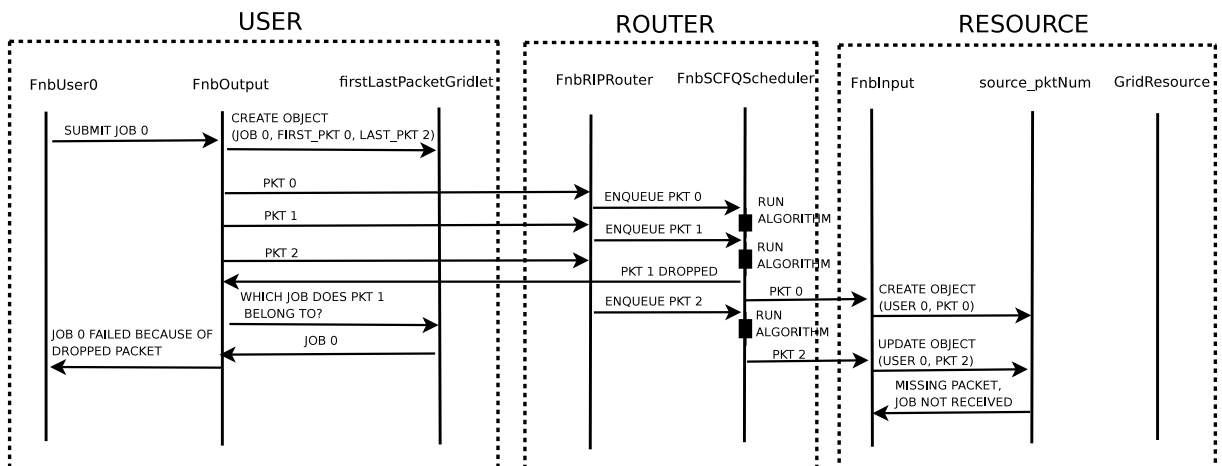 USER
ROUTER
RESOURCE
FnbUser0
FnbOutput
firstLastPacketGridlet
FnbRIPRouter
FnbSCFQScheduler
FnbInput
source_pktNum
GridResource
SUBMIT JOB 0
CREATE OBJECT
(JOB 0, FIRST_PKT 0, LAST_PKT 2)
PKT 0
ENQUEUE PKT 0
RUN
ALGORITHM
PKT 1
ENQUEUE PKT 1
RUN
ALGORITHM
PKT 2
PKT 1 DROPPED
WHICH JOB DOES PKT 1
BELONG TO?
ENQUEUE PKT 2
PKT 0
CREATE OBJECT
(USER 0, PKT 0)
RUN
ALGORITHM
JOB 0 FAILED BECAUSE OF
DROPPED PACKET
JOB 0
PKT 2
UPDATE OBJECT
(USER 0, PKT 2)
MISSING PACKET,
JOB NOT RECEIVED